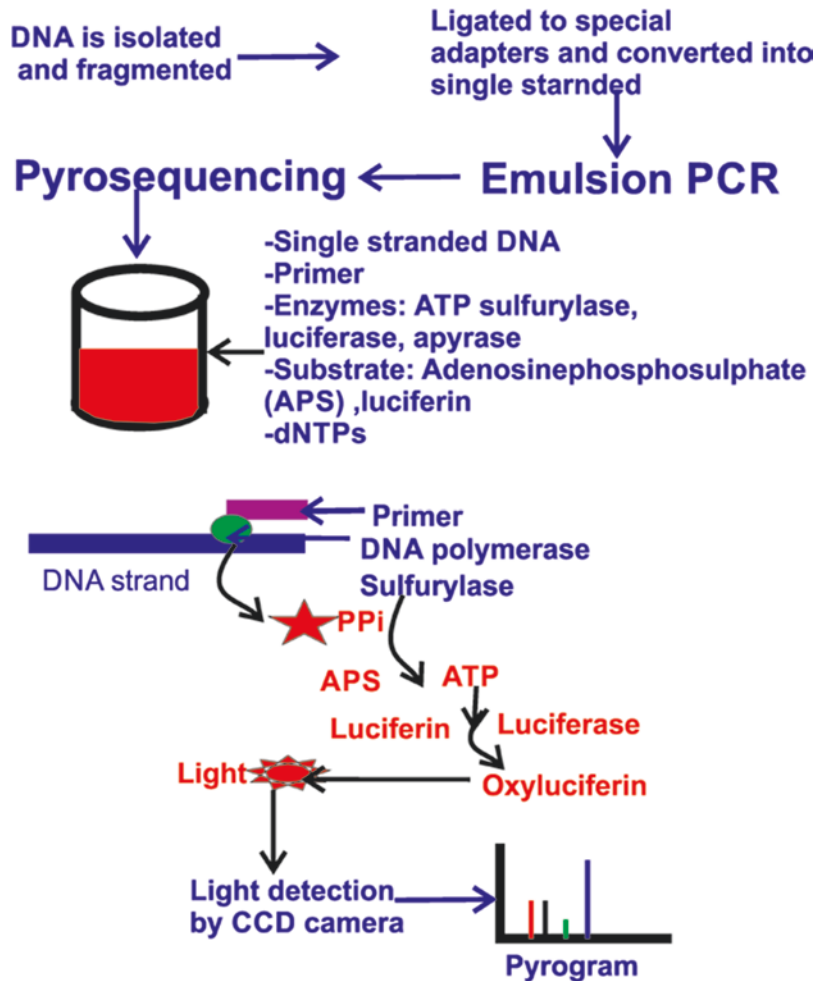 DNA is isolated
and fragmented
Ligated to special
adapters and converted into
single starnded
Pyrosequencing
Emulsion PCR
-Single stranded DNA
-Primer
-Enzymes: ATP sulfurylase,
luciferase, apyrase
-Substrate: Adenosinephosphosulphate
(APS) ,luciferin
-dNTPs
Primer
DNA polymerase
DNA strand
Sulfurylase
PPi
APS
ATP
Luciferin
Luciferase
Light
Oxyluciferin
Light detection
by CCD camera
Pyrogram